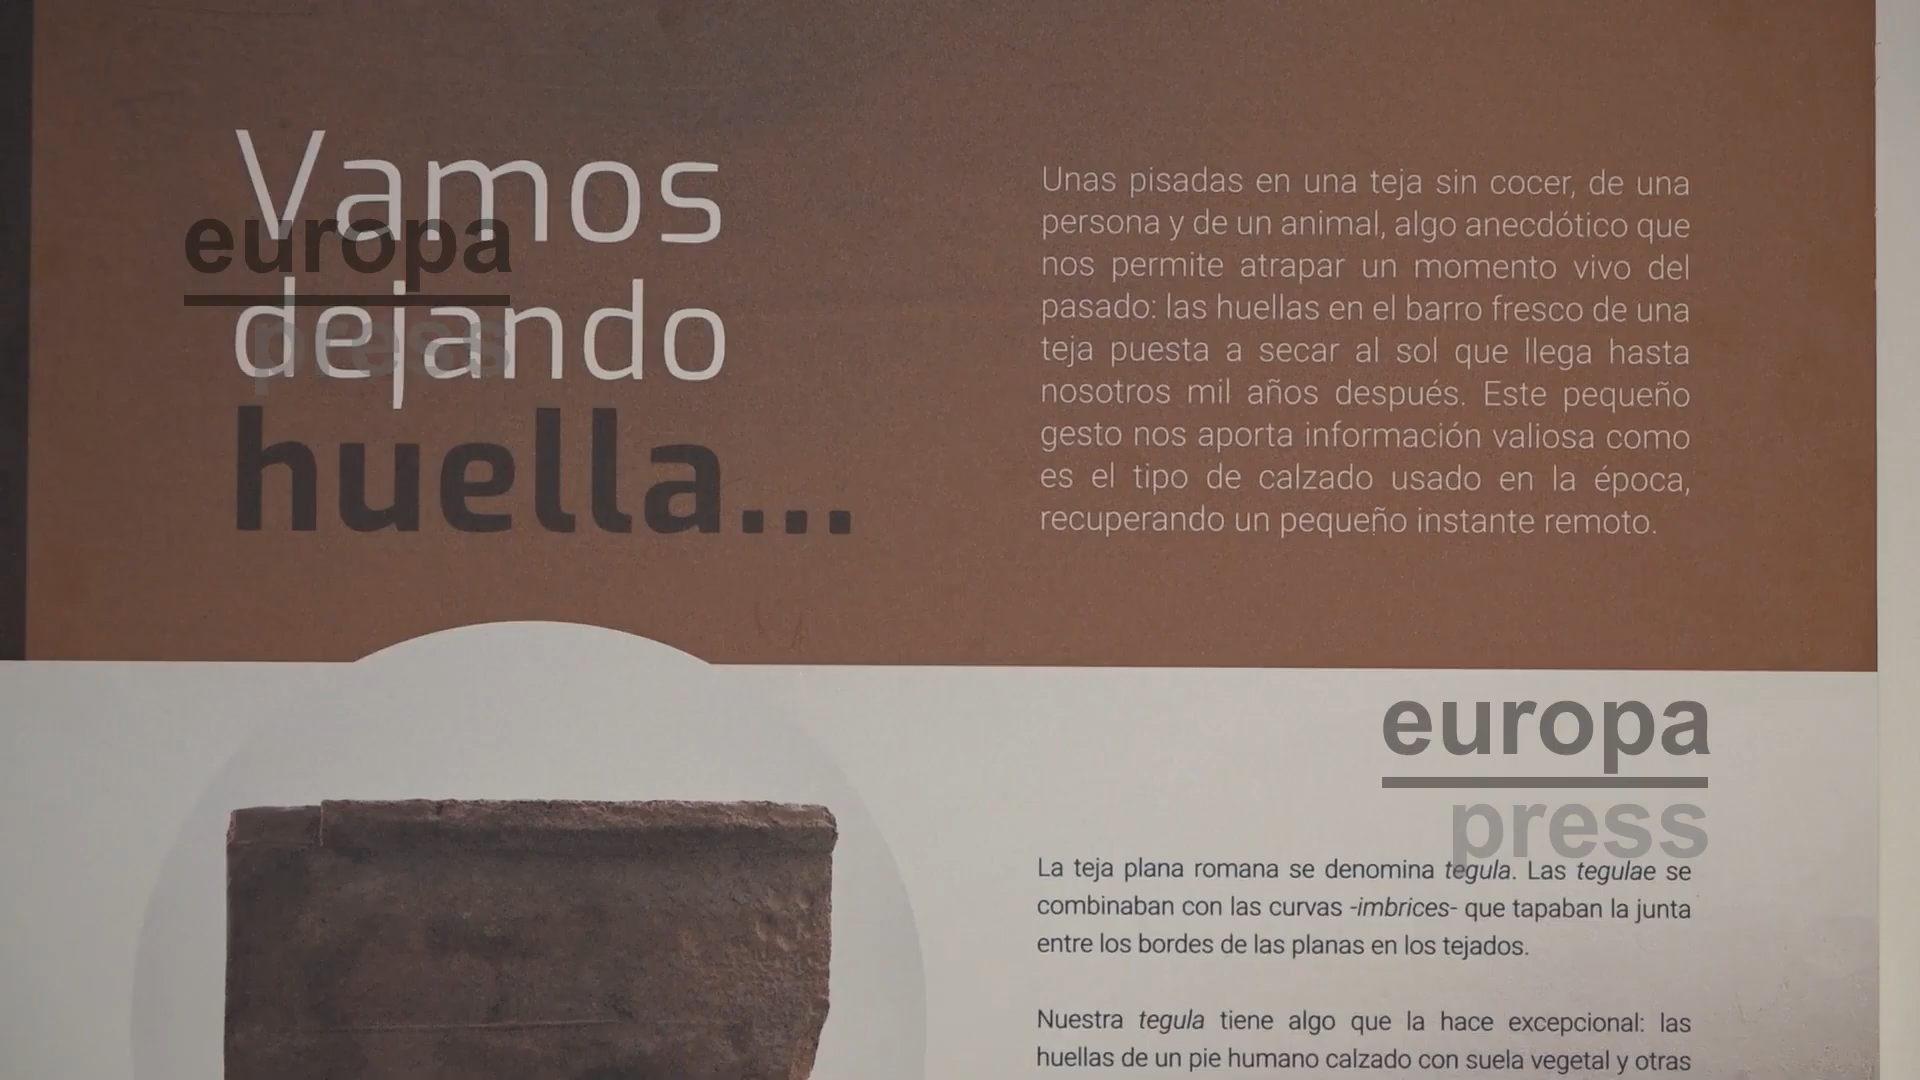 Vamos
dejando
huella...
europa
press
Unas pisadas en una teja sin cocer, de una
persona y de un animal, algo anecdótico que
nos permite atrapar un momento vivo del
pasado: las huellas en el barro fresco de una
teja puesta a secar al sol que llega hasta
nosotros mil años después. Este pequeño
gesto nos aporta información valiosa como
es el tipo de calzado usado en la época,
recuperando un pequeño instante remoto.
europa
press
La teja plana romana se denomina tegula. Las tegulae se
combinaban con las curvas -imbrices- que tapaban la junta
entre los bordes de las planas en los tejados.
Nuestra tegula tiene algo que la hace excepcional: las
huellas de un pie humano calzado con suela vegetal y otras